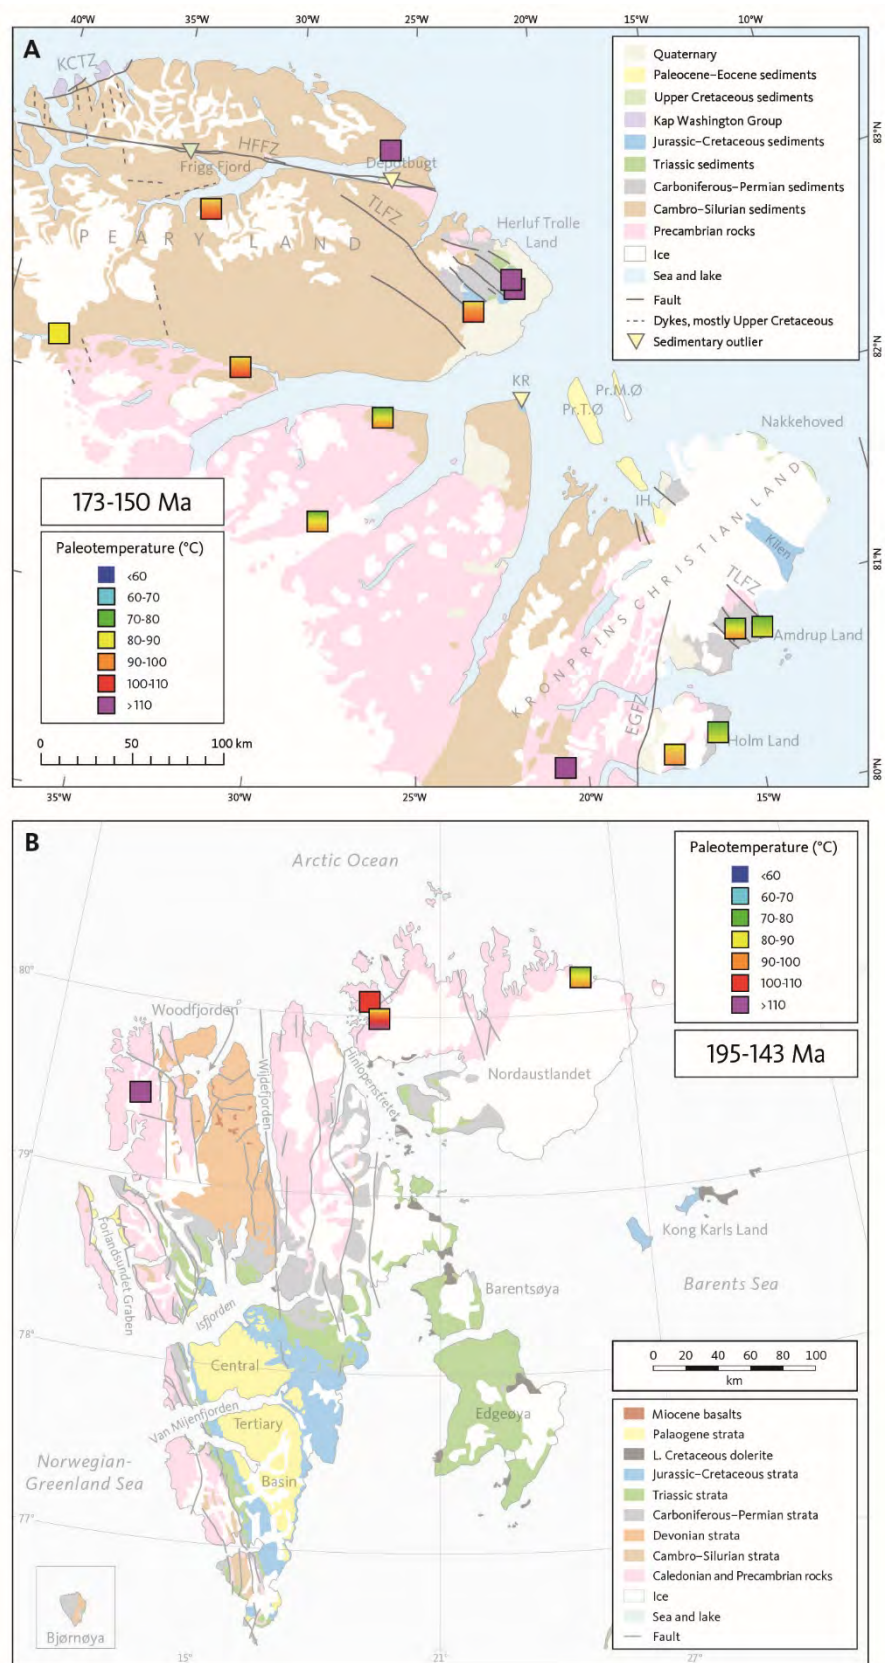 40°W 35°W 30°W 25°W 20°W 15°W 10°W
A
KCTZ
HFFZ
Frigg Fjord
Depotbugt
TLFZ
PEARY LAND
Herluf Trolle
Land
83°N
82°N
81°N
80°N
KR
Pr.T.Ø
Pr.M.Ø
Nakkehoved
IH
KRONPRINS CHRISTIAN LAND
Kilen
TLFZ
Amdrup Land
EGFZ
Holm Land
Quaternary
Paleocene–Eocene sediments
Upper Cretaceous sediments
Kap Washington Group
Jurassic–Cretaceous sediments
Triassic sediments
Carboniferous–Permian sediments
Cambro–Silurian sediments
Precambrian rocks
Ice
Sea and lake
Fault
Dykes, mostly Upper Cretaceous
Sedimentary outlier
173-150 Ma
Paleotemperature (°C)
<60
60-70
70-80
80-90
90-100
100-110
>110
0 50 100 km
35°W 30°W 25°W 20°W 15°W
B
Arctic Ocean
80°
79°
78°
77°
Woodfjorden
Wijdefjorden
Hinlopenstretet
Nordaustlandet
Forlandsundet Graben
Isfjorden
Kong Karls Land
Barentsøya
Barents Sea
Central
Van Mijenfjorden
Tertiary
Edgeøya
Basin
Norwegian-
Greenland Sea
Bjørnøya
15° 21° 27°
Paleotemperature (°C)
<60
60-70
70-80
80-90
90-100
100-110
>110
195-143 Ma
0 20 40 60 80 100
km
Miocene basalts
Palaogene strata
L. Cretaceous dolerite
Jurassic–Cretaceous strata
Triassic strata
Carboniferous–Permian strata
Devonian strata
Cambro–Silurian strata
Caledonian and Precambrian rocks
Ice
Sea and lake
Fault